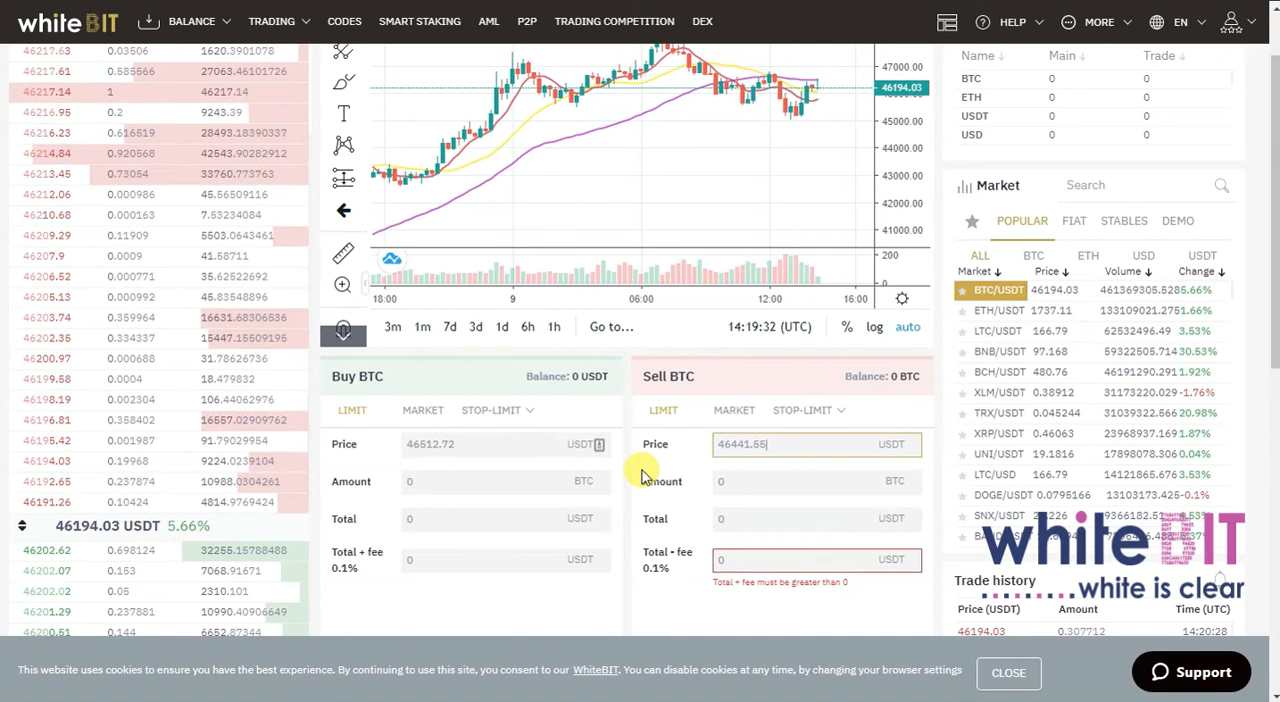 whiteBIT BALANCE TRADING CODES SMART STAKING AML P2P TRADING COMPETITION DEX HELP MORE EN
46217.63 0.03506 1620.3901078
46217.61 0.585566 27063.46101726
46217.14 1 46217.14
46216.95 0.2 9243.39
46216.23 0.616619 28493.18390337
46214.84 0.920568 42543.90282912
46213.45 0.73054 33760.773763
46212.06 0.000986 45.56509116
46210.68 0.000163 7.53234084
46209.29 0.11909 5503.0643461
46207.9 0.0009 41.58711
46206.52 0.000771 35.62522692
46205.13 0.000992 45.83548896
46203.74 0.359964 16631.68306536
46202.35 0.334337 15447.15509195
46200.97 0.000688 31.78626736
46199.58 0.0004 18.479832
46198.19 0.002304 106.44062976
46196.81 0.358402 16557.02909762
46195.42 0.001987 91.79029954
46194.03 0.19968 9224.0239104
46192.65 0.237874 10988.0304261
46191.26 0.10424 4814.9769424
46194.03 USDT 5.66%
46202.62 0.698124 32255.15788488
46202.07 0.153 7068.91671
46202.02 0.05 2310.101
46201.29 0.237881 10990.40906649
46200.51 0.144 6652.87344
47000.00
46194.03
45000.00
44000.00
43000.00
42000.00
41000.00
200
0
18:00 9 06:00 12:00 16:00
3m 1m 7d 3d 1d 6h 1h Go to... 14:19:32 (UTC) % log auto
Buy BTC Balance: 0 USDT
LIMIT MARKET STOP-LIMIT
Price 46512.72 USDT
Amount 0 BTC
Total 0 USDT
Total + fee 0 USDT
0.1%
Sell BTC Balance: 0 BTC
LIMIT MARKET STOP-LIMIT
Price 46441.55 USDT
Amount 0 BTC
Total 0 USDT
Total + fee 0 USDT
0.1%
Total + fee must be greater than 0
Name Main Trade
BTC 0 0
ETH 0 0
USDT 0 0
USD 0 0
Market Search
POPULAR FIAT STABLES DEMO
ALL BTC ETH USD USDT
Market Price Volume Change
BTC/USDT 46194.03 461369305.528 5.66%
ETH/USDT 1737.11 133109021.275 1.66%
LTC/USDT 166.79 62532496.49 3.53%
BNB/USDT 97.168 59322505.714 30.53%
BCH/USDT 480.76 46191290.291 1.92%
XLM/USDT 0.38912 31173220.029 -1.76%
TRX/USDT 0.045244 31039322.566 20.98%
XRP/USDT 0.46063 23968937.169 1.87%
UNI/USDT 19.1816 17898078.306 0.04%
LTC/USD 166.79 14121865.676 3.53%
DOGE/USDT 0.0795166 13103173.425 -0.1%
SNX/USDT
whiteBIT
white is clear
Trade history
Price (USDT) Amount Time (UTC)
46194.03 0.307712 14:20:28
This website uses cookies to ensure you have the best experience. By continuing to use this site, you consent to our WhiteBIT. You can disable cookies at any time, by changing your browser settings CLOSE
Support